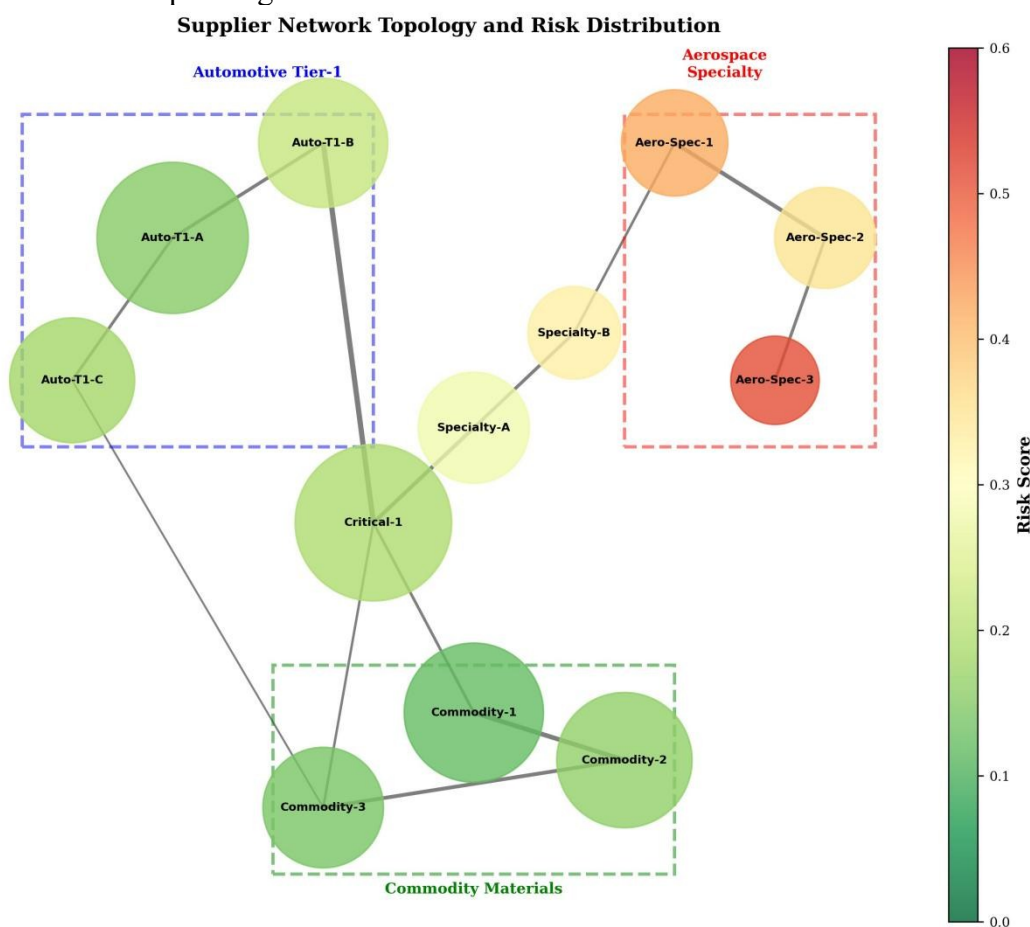 Supplier Network Topology and Risk Distribution
Automotive Tier-1
Aerospace
Specialty
Auto-T1-B
Aero-Spec-1
Auto-T1-A
Aero-Spec-2
Specialty-B
Auto-T1-C
Aero-Spec-3
Specialty-A
Critical-1
Commodity-1
Commodity-2
Commodity-3
Commodity Materials
0.6
0.5
0.4
0.3
0.2
0.1
0.0
Risk Score